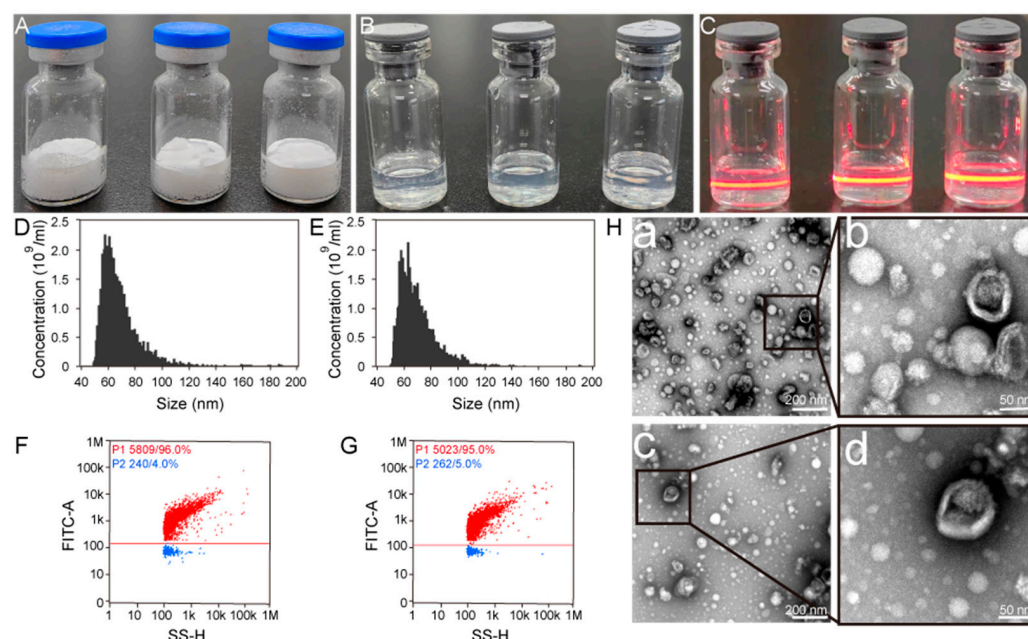 A
B
C
D
Concentration (10⁹/ml)
2.5
2.0
1.5
1.0
0.5
0
40 60 80 100 120 140 160 180 200
Size (nm)
E
Concentration (10⁹/ml)
2.5
2.0
1.5
1.0
0.5
0
40 60 80 100 120 140 160 180 200
Size (nm)
H
a
200 nm
b
50 nm
c
200 nm
d
50 nm
F
P1 5809/96.0%
P2 240/4.0%
FITC-A
1M
100k
10k
1k
100
10
0
1 10 100 1k 10k 100k 1M
SS-H
G
P1 5023/95.0%
P2 262/5.0%
FITC-A
1M
100k
10k
1k
100
10
0
1 10 100 1k 10k 100k 1M
SS-H